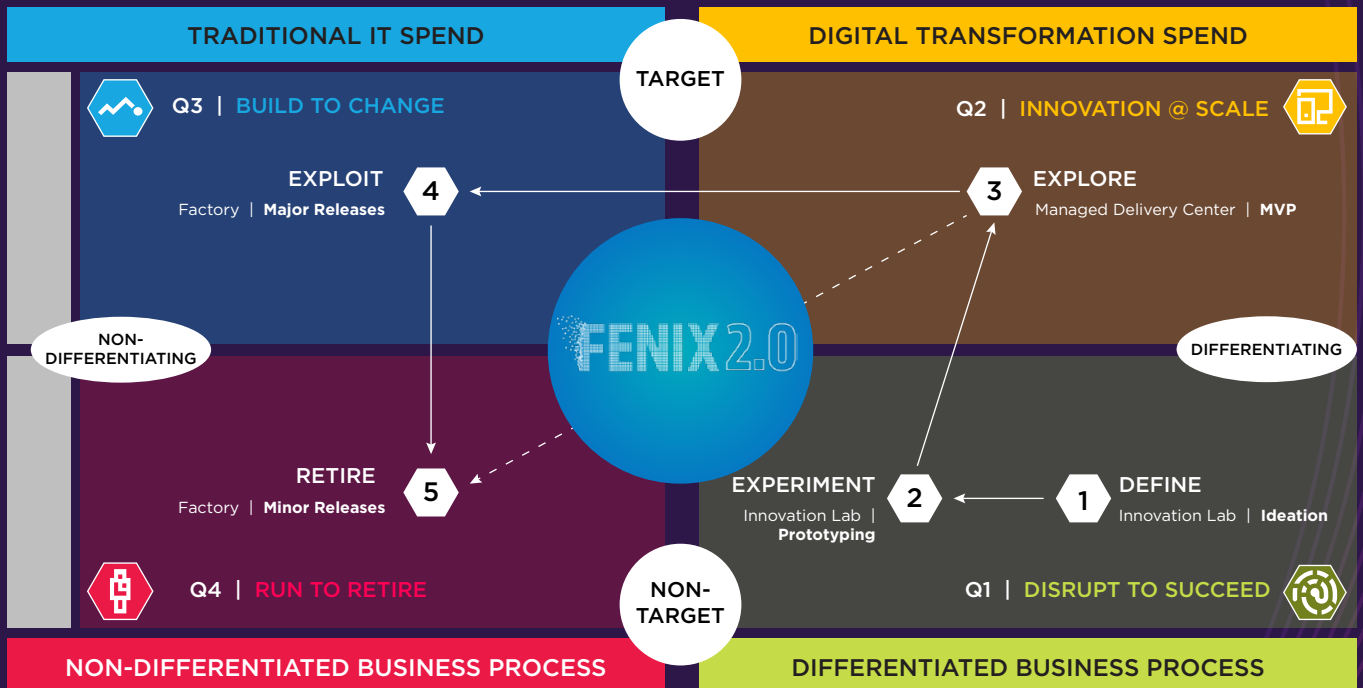 TRADITIONAL IT SPEND
DIGITAL TRANSFORMATION SPEND
TARGET
Q3 | BUILD TO CHANGE
Q2 | INNOVATION @ SCALE
EXPLOIT
4
Factory | Major Releases
3
EXPLORE
Managed Delivery Center | MVP
NON-
DIFFERENTIATING
FENIX 2.0
DIFFERENTIATING
RETIRE
5
Factory | Minor Releases
EXPERIMENT
2
Innovation Lab |
Prototyping
1
DEFINE
Innovation Lab | Ideation
Q4 | RUN TO RETIRE
NON-
TARGET
Q1 | DISRUPT TO SUCCEED
NON-DIFFERENTIATED BUSINESS PROCESS
DIFFERENTIATED BUSINESS PROCESS